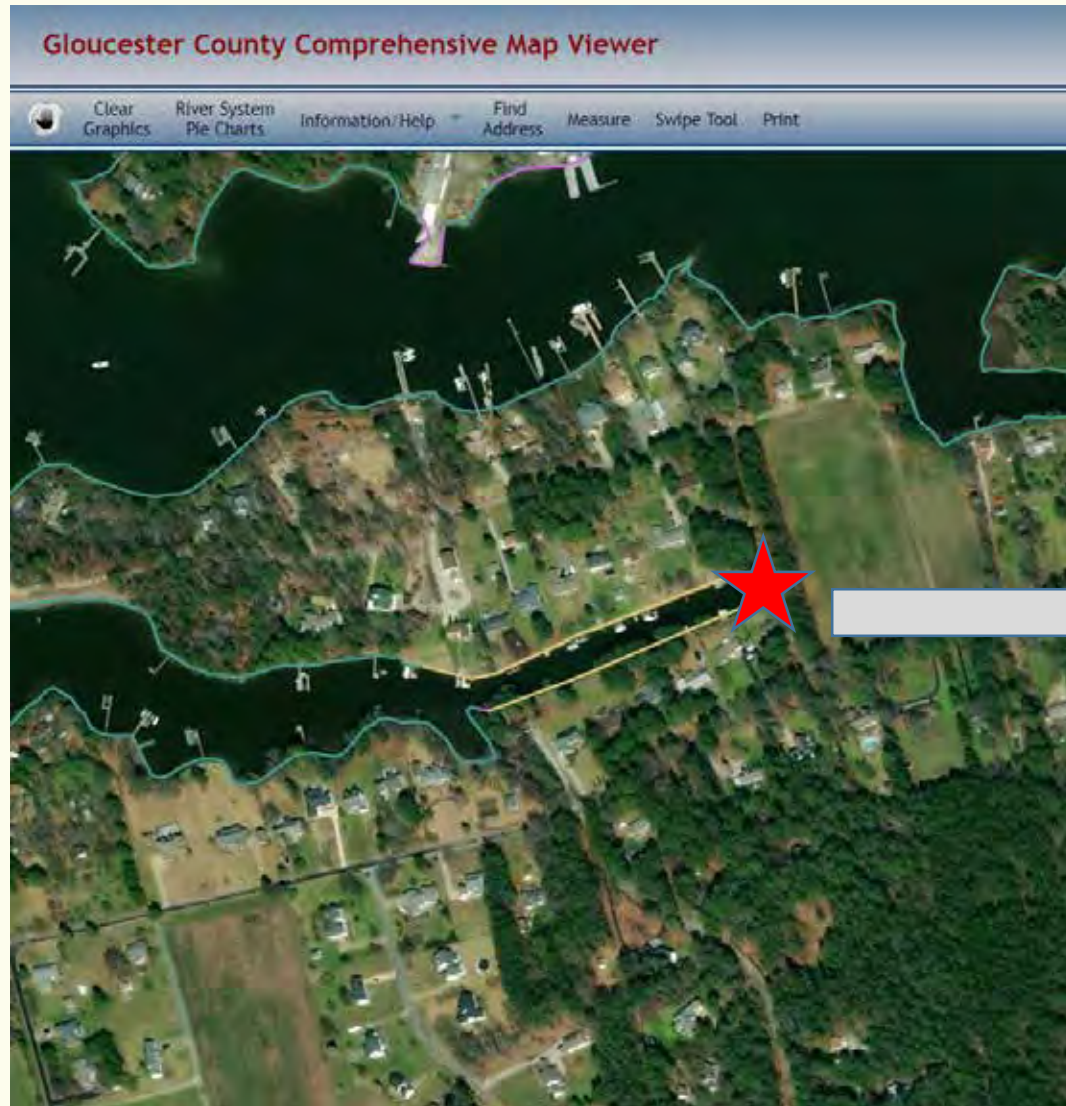 Gloucester County Comprehensive Map Viewer
Clear Graphics
River System Pie Charts
Information/Help
Find Address
Measure
Swipe Tool
Print